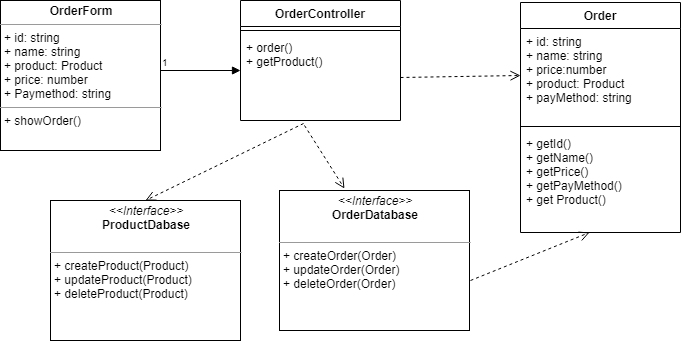 OrderForm
+ id: string
+ name: string
+ product: Product
+ price: number
+ Paymethod: string
+ showOrder()
1
OrderController
+ order()
+ getProduct()
Order
+ id: string
+ name: string
+ price:number
+ product: Product
+ payMethod: string
+ getId()
+ getName()
+ getPrice()
+ getPayMethod()
+ get Product()
<<Interface>>
ProductDabase
+ createProduct(Product)
+ updateProduct(Product)
+ deleteProduct(Product)
<<Interface>>
OrderDatabase
+ createOrder(Order)
+ updateOrder(Order)
+ deleteOrder(Order)